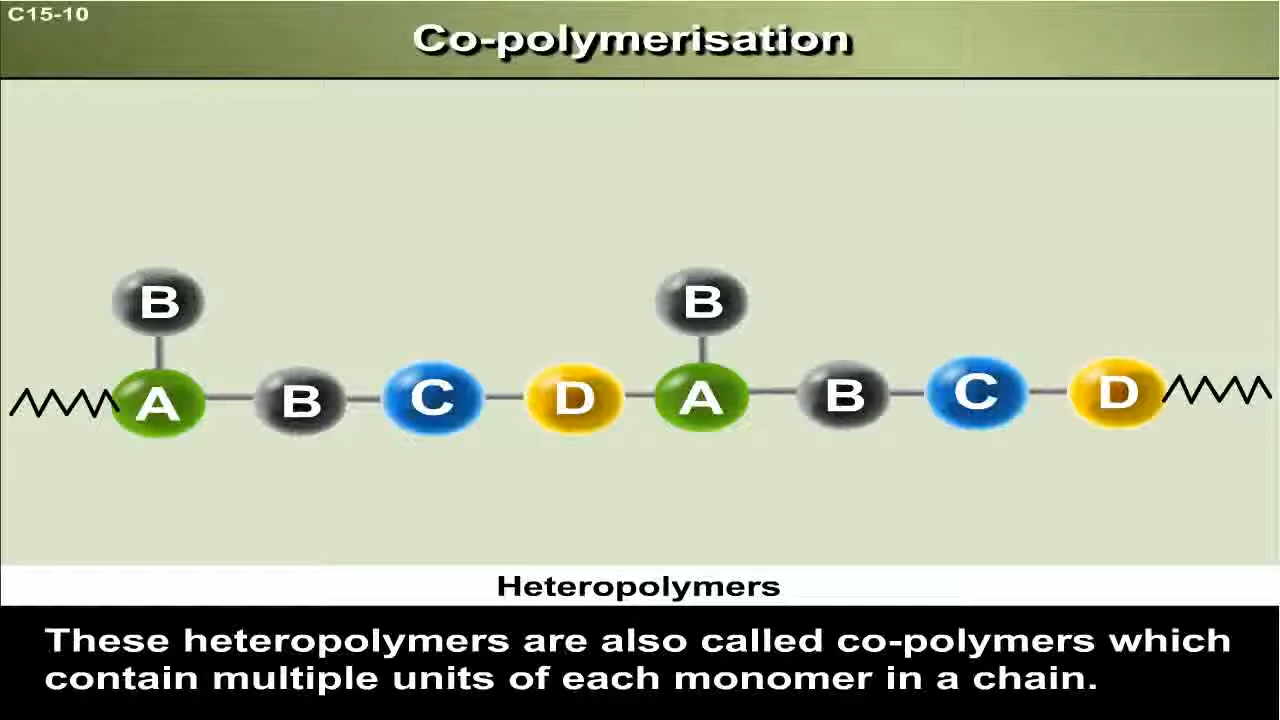 C15-10
Co-polymerisation
B B
A B C D A B C D
Heteropolymers
These heteropolymers are also called co-polymers which
contain multiple units of each monomer in a chain.